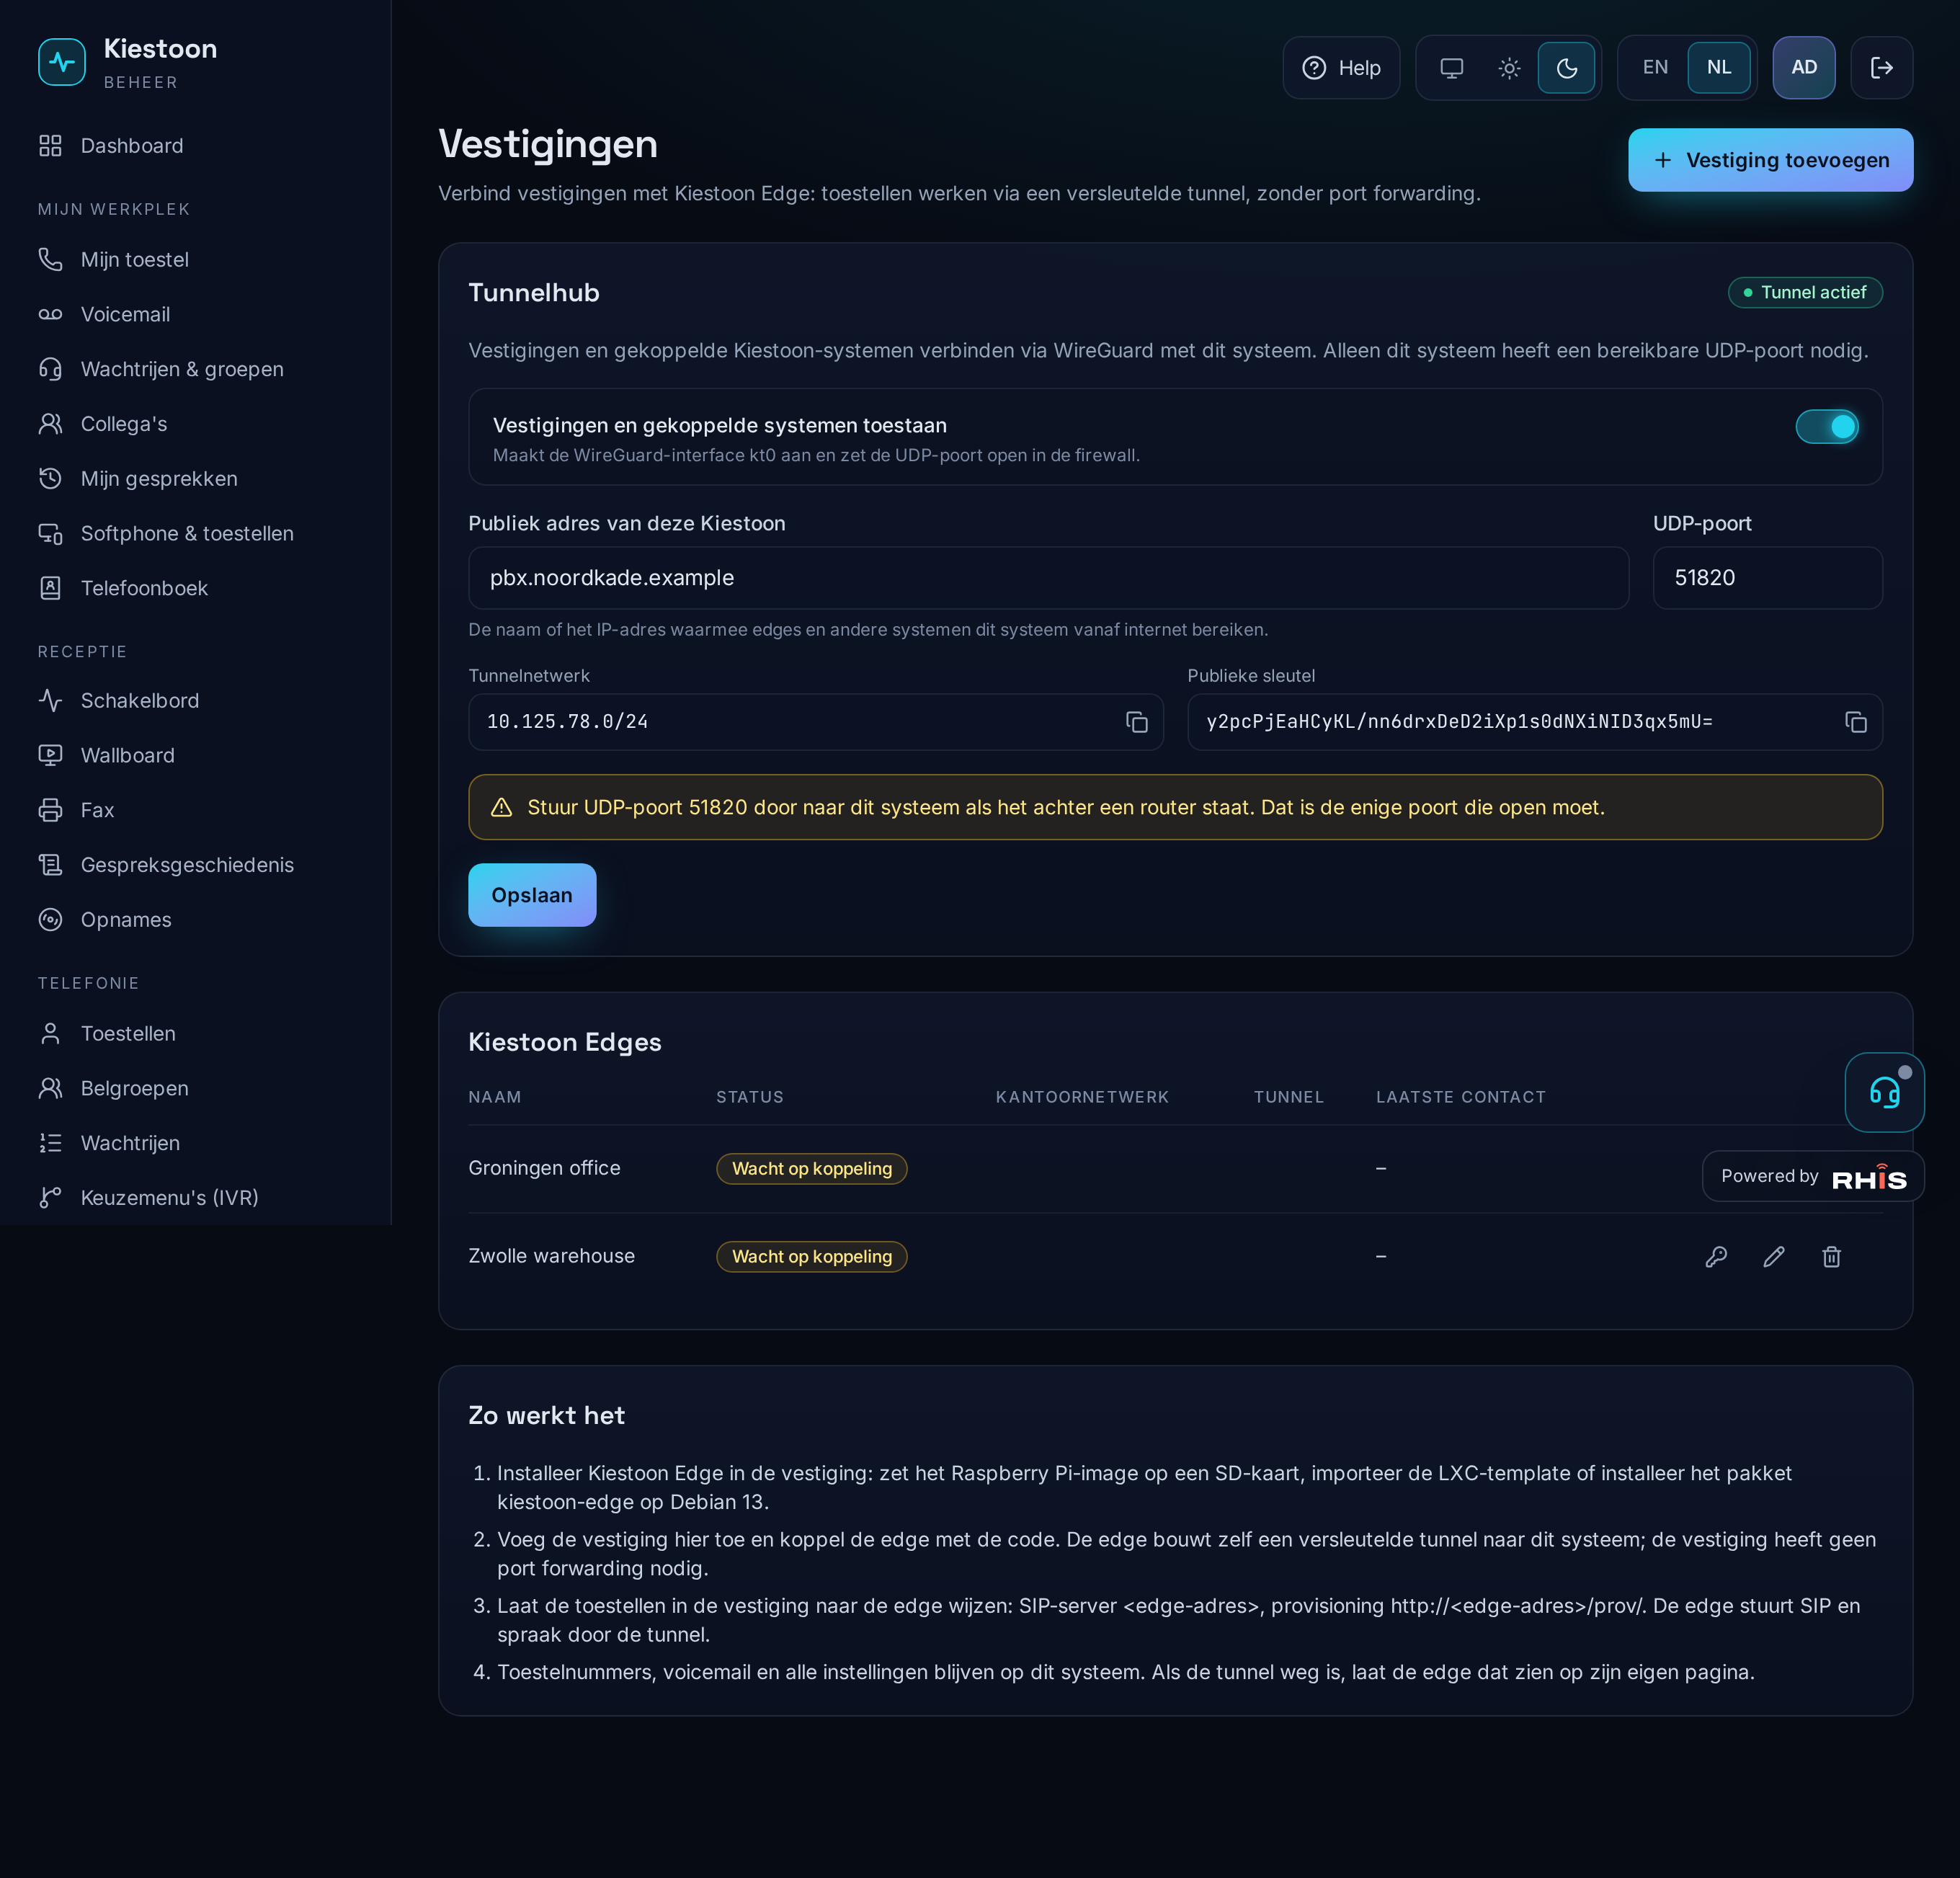 Kiestoon
BEHEER
Dashboard
MIJN WERKPLEK
Mijn toestel
Voicemail
Wachtrijen & groepen
Collega's
Mijn gesprekken
Softphone & toestellen
Telefoonboek
RECEPTIE
Schakelbord
Wallboard
Fax
Gespreksgeschiedenis
Opnames
TELEFONIE
Toestellen
Belgroepen
Wachtrijen
Keuzemenu's (IVR)
Help
EN NL
AD
Vestigingen
Verbind vestigingen met Kiestoon Edge: toestellen werken via een versleutelde tunnel, zonder port forwarding.
Vestiging toevoegen
Tunnelhub
Tunnel actief
Vestigingen en gekoppelde Kiestoon-systemen verbinden via WireGuard met dit systeem. Alleen dit systeem heeft een bereikbare UDP-poort nodig.
Vestigingen en gekoppelde systemen toestaan
Maakt de WireGuard-interface kt0 aan en zet de UDP-poort open in de firewall.
Publiek adres van deze Kiestoon
UDP-poort
pbx.noordkade.example
51820
De naam of het IP-adres waarmee edges en andere systemen dit systeem vanaf internet bereiken.
Tunnelnetwerk
Publieke sleutel
10.125.78.0/24
y2pcPjEaHCyKL/nn6drxDeD2iXp1s0dNXiNID3qx5mU=
Stuur UDP-poort 51820 door naar dit systeem als het achter een router staat. Dat is de enige poort die open moet.
Opslaan
Kiestoon Edges
NAAM STATUS KANTOORNETWERK TUNNEL LAATSTE CONTACT
Groningen office Wacht op koppeling –
Powered by RHIS
Zwolle warehouse Wacht op koppeling –
Zo werkt het
1. Installeer Kiestoon Edge in de vestiging: zet het Raspberry Pi-image op een SD-kaart, importeer de LXC-template of installeer het pakket
kiestoon-edge op Debian 13.
2. Voeg de vestiging hier toe en koppel de edge met de code. De edge bouwt zelf een versleutelde tunnel naar dit systeem; de vestiging heeft geen
port forwarding nodig.
3. Laat de toestellen in de vestiging naar de edge wijzen: SIP-server <edge-adres>, provisioning http://<edge-adres>/prov/. De edge stuurt SIP en
spraak door de tunnel.
4. Toestelnummers, voicemail en alle instellingen blijven op dit systeem. Als de tunnel weg is, laat de edge dat zien op zijn eigen pagina.